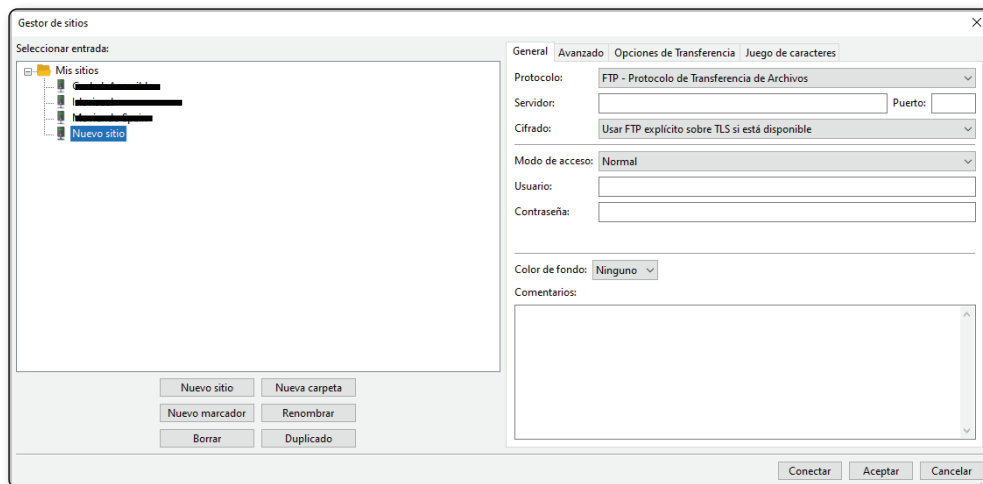 Gestor de sitios
Seleccionar entrada:
Mis sitios
Nuevo sitio
Nuevo sitio Nueva carpeta
Nuevo marcador Renombrar
Borrar Duplicado
General Avanzado Opciones de Transferencia Juego de caracteres
Protocolo: FTP - Protocolo de Transferencia de Archivos
Servidor: Puerto:
Cifrado: Usar FTP explícito sobre TLS si está disponible
Modo de acceso: Normal
Usuario:
Contraseña:
Color de fondo: Ninguno
Comentarios:
Conectar Aceptar Cancelar